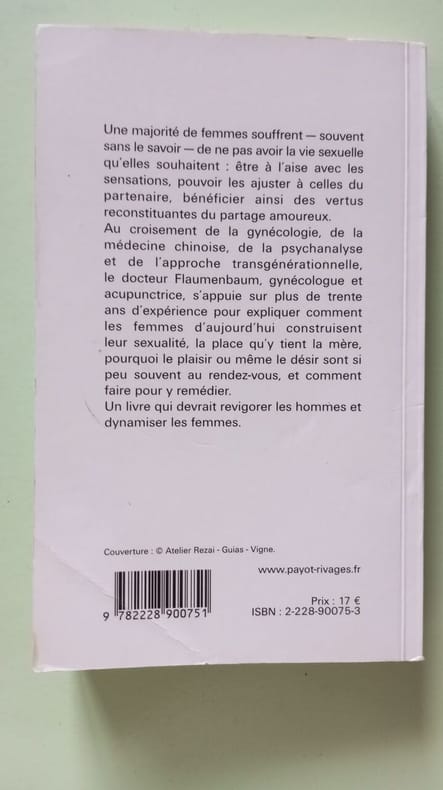 Une majorité de femmes souffrent — souvent
sans le savoir — de ne pas avoir la vie sexuelle
qu'elles souhaitent : être à l'aise avec les
sensations, pouvoir les ajuster à celles du
partenaire, bénéficier ainsi des vertus
reconstituantes du partage amoureux.
Au croisement de la gynécologie, de la
médecine chinoise, de la psychanalyse
et de l'approche transgénérationnelle,
le docteur Flaumenbaum, gynécologue et
acupunctrice, s'appuie sur plus de trente
ans d'expérience pour expliquer comment
les femmes d'aujourd'hui construisent
leur sexualité, la place qu'y tient la mère,
pourquoi le plaisir ou même le désir sont si
peu souvent au rendez-vous, et comment
faire pour y remédier.
Un livre qui devrait revigorer les hommes et
dynamiser les femmes.
Couverture : © Atelier Rezai - Guias - Vigne.
www.payot-rivages.fr
Prix : 17 €
ISBN : 2-228-90075-3
9 782228 900751